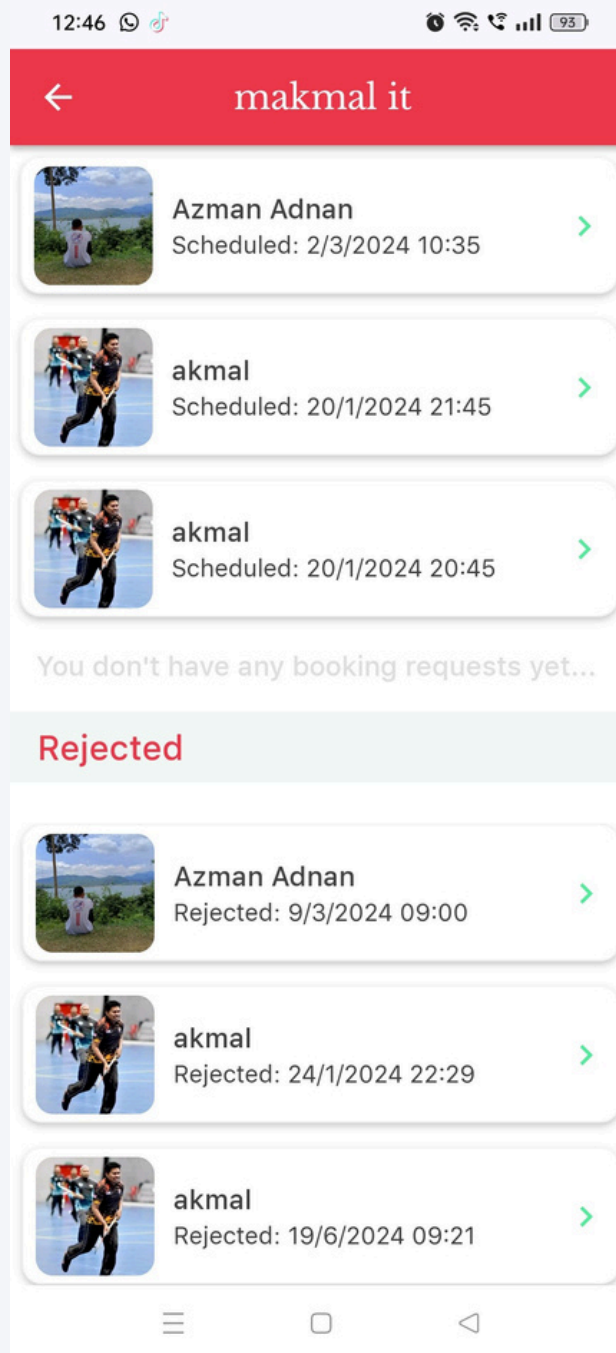 12:46
93
makmal it
Azman Adnan
Scheduled: 2/3/2024 10:35
akmal
Scheduled: 20/1/2024 21:45
akmal
Scheduled: 20/1/2024 20:45
You don't have any booking requests yet...
Rejected
Azman Adnan
Rejected: 9/3/2024 09:00
akmal
Rejected: 24/1/2024 22:29
akmal
Rejected: 19/6/2024 09:21